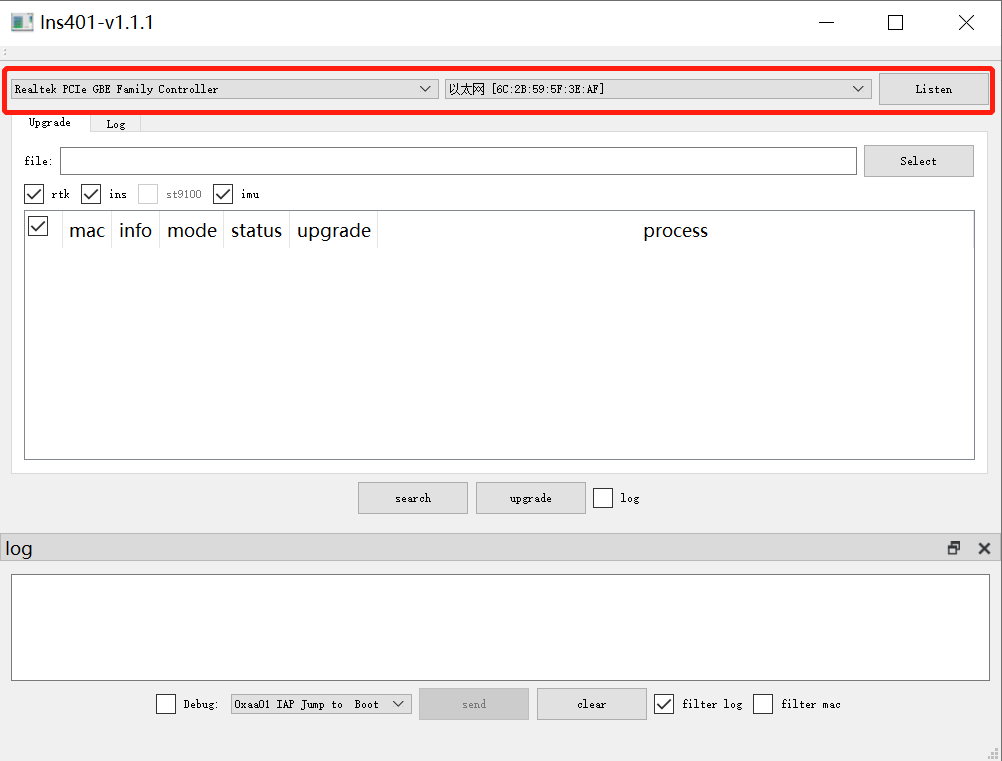 Ins401-v1.1.1
Realtek PCIe GBE Family Controller 以太网 [6C:2B:59:5F:3E:AF] Listen
Upgrade Log
file: Select
rtk ins st9100 imu
mac info mode status upgrade process
search upgrade log
log
Debug: 0xaa01 IAP Jump to Boot send clear filter log filter mac